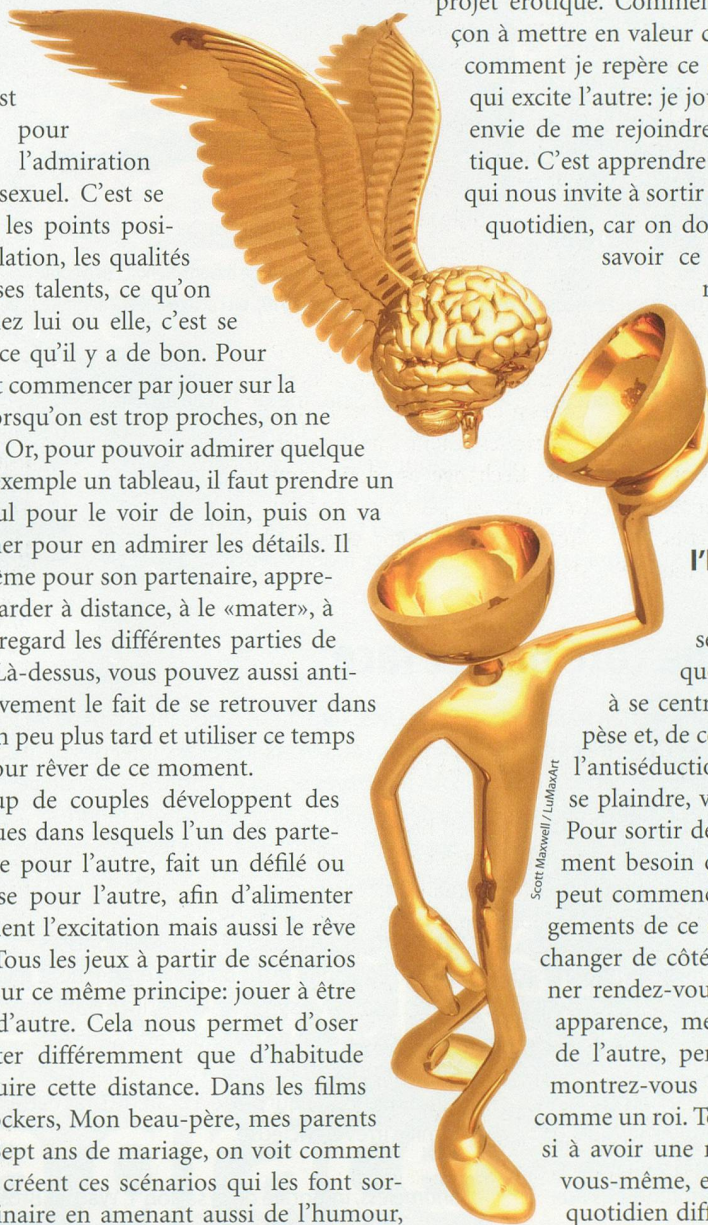 st
pour
l'admiration
sexuel. C'est se
les points posi-
lation, les qualités
ses talents, ce qu'on
ez lui ou elle, c'est se
ce qu'il y a de bon. Pour
t commencer par jouer sur la
orsqu'on est trop proches, on ne
Or, pour pouvoir admirer quelque
xemple un tableau, il faut prendre un
ul pour le voir de loin, puis on va
her pour en admirer les détails. Il
ême pour son partenaire, appre-
arder à distance, à le «mater», à
regard les différentes parties de
Là-dessus, vous pouvez aussi anti-
vement le fait de se retrouver dans
n peu plus tard et utiliser ce temps
our rêver de ce moment.
up de couples développent des
ues dans lesquels l'un des parte-
e pour l'autre, fait un défilé ou
se pour l'autre, afin d'alimenter
ent l'excitation mais aussi le rêve
Tous les jeux à partir de scénarios
ur ce même principe: jouer à être
d'autre. Cela nous permet d'oser
ter différemment que d'habitude
uire cette distance. Dans les films
ckers, Mon beau-père, mes parents
Sept ans de mariage, on voit comment
créent ces scénarios qui les font sor-
inaire en amenant aussi de l'humour,
projet érotique. Commen
çon à mettre en valeur c
comment je repère ce
qui excite l'autre: je jou
envie de me rejoindre
tique. C'est apprendre
qui nous invite à sortir
quotidien, car on do
savoir ce
l'
se
qu
à se centr
pèse et, de c
l'antiséductio
se plaindre, v
Pour sortir de
ment besoin
peut commenc
gements de ce
changer de côté
ner rendez-vou
apparence, me
de l'autre, per
montrez-vous
comme un roi. T
si à avoir une
vous-même, e
quotidien diff
Scott Maxwell / LuMaxArt